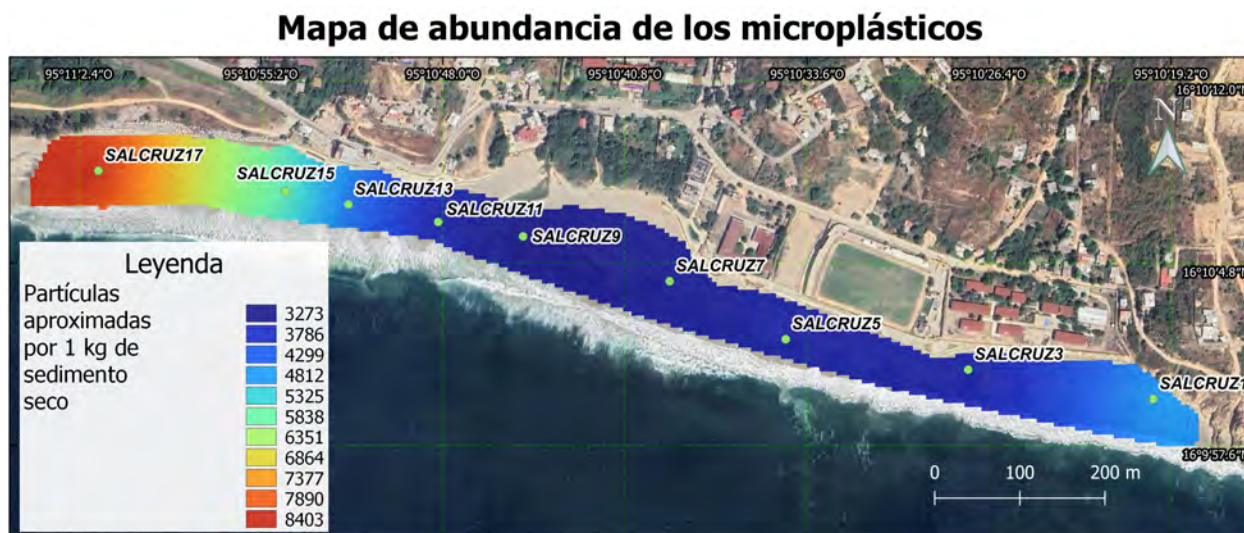 Mapa de abundancia de los microplásticos
95°11'2.4"O
95°10'55.2"O
95°10'48.0"O
95°10'40.8"O
95°10'33.6"O
95°10'26.4"O
95°10'19.2"O
16°10'12.0"N
N
SALCRUZ17
SALCRUZ15
SALCRUZ13
SALCRUZ11
SALCRUZ9
SALCRUZ7
16°10'4.8"N
SALCRUZ5
SALCRUZ3
SALCRUZ1
16°9'57.6"N
Leyenda
Partículas
aproximadas
por 1 kg de
sedimento
seco
3273
3786
4299
4812
5325
5838
6351
6864
7377
7890
8403
0 100 200 m